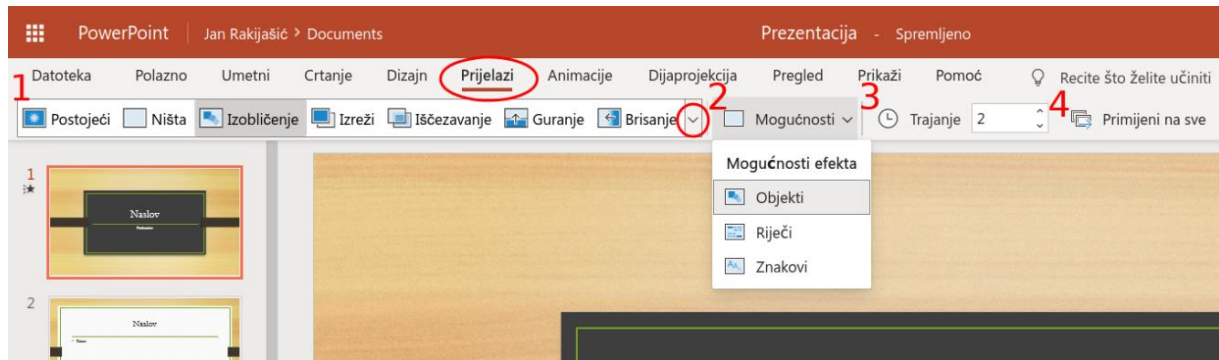 PowerPoint Jan Rakijašić > Documents Prezentacija - Spremljeno
Datoteka Polazno Umetni Crtanje Dizajn Prijelazi Animacije Dijaprojekcija Pregled Prikaži Pomoć Recite što želite učiniti
1 2 3 4
Postojeći Ništa Izobličenje Izreži Iščezavanje Guranje Brisanje Mogućnosti Trajanje 2 Primijeni na sve
Mogućnosti efekta
Objekti
Riječi
Znakovi
1
Naslov
2
Naslov